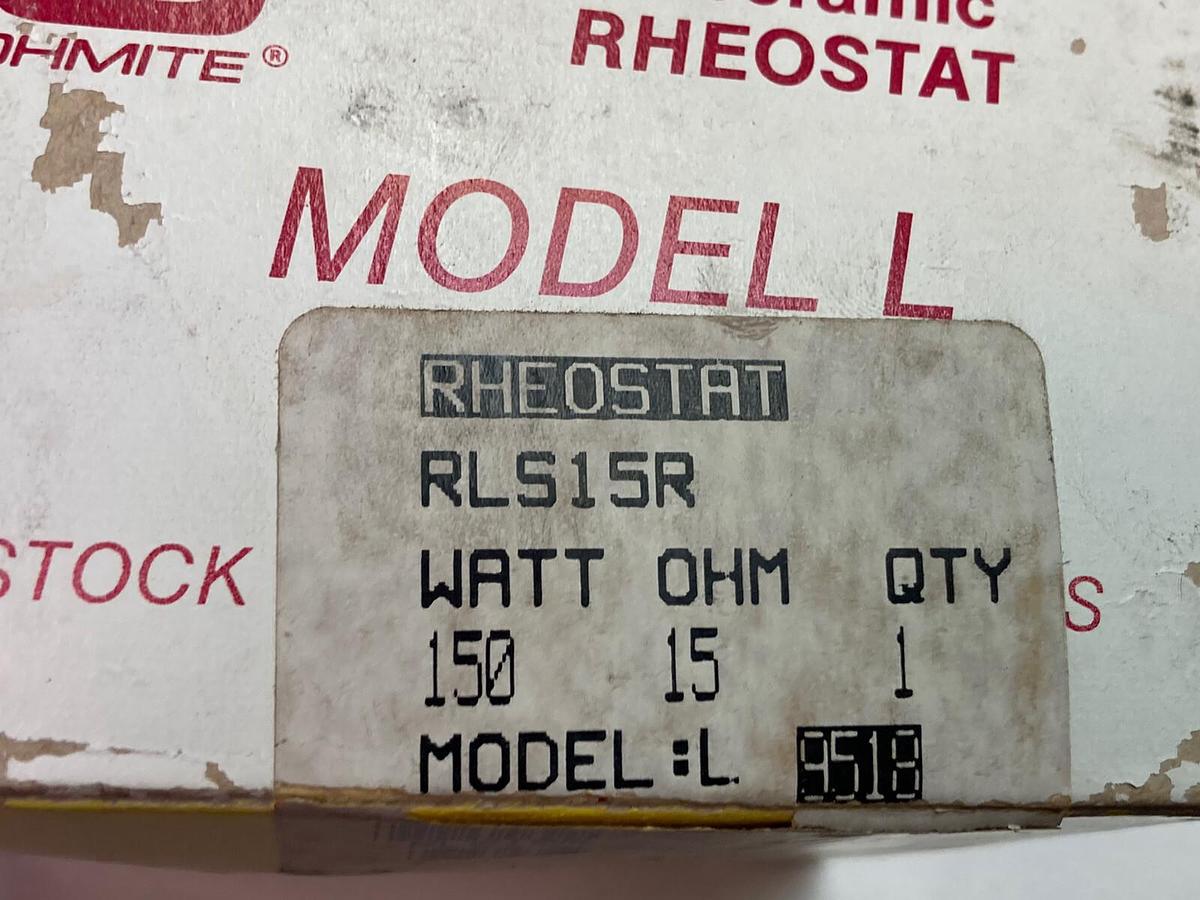 OHMITE®
RHEOSTAT
MODEL L
RHEOSTAT
RLS15R
STOCK
WATT OHM QTY
150 15 1
MODEL:L 9518